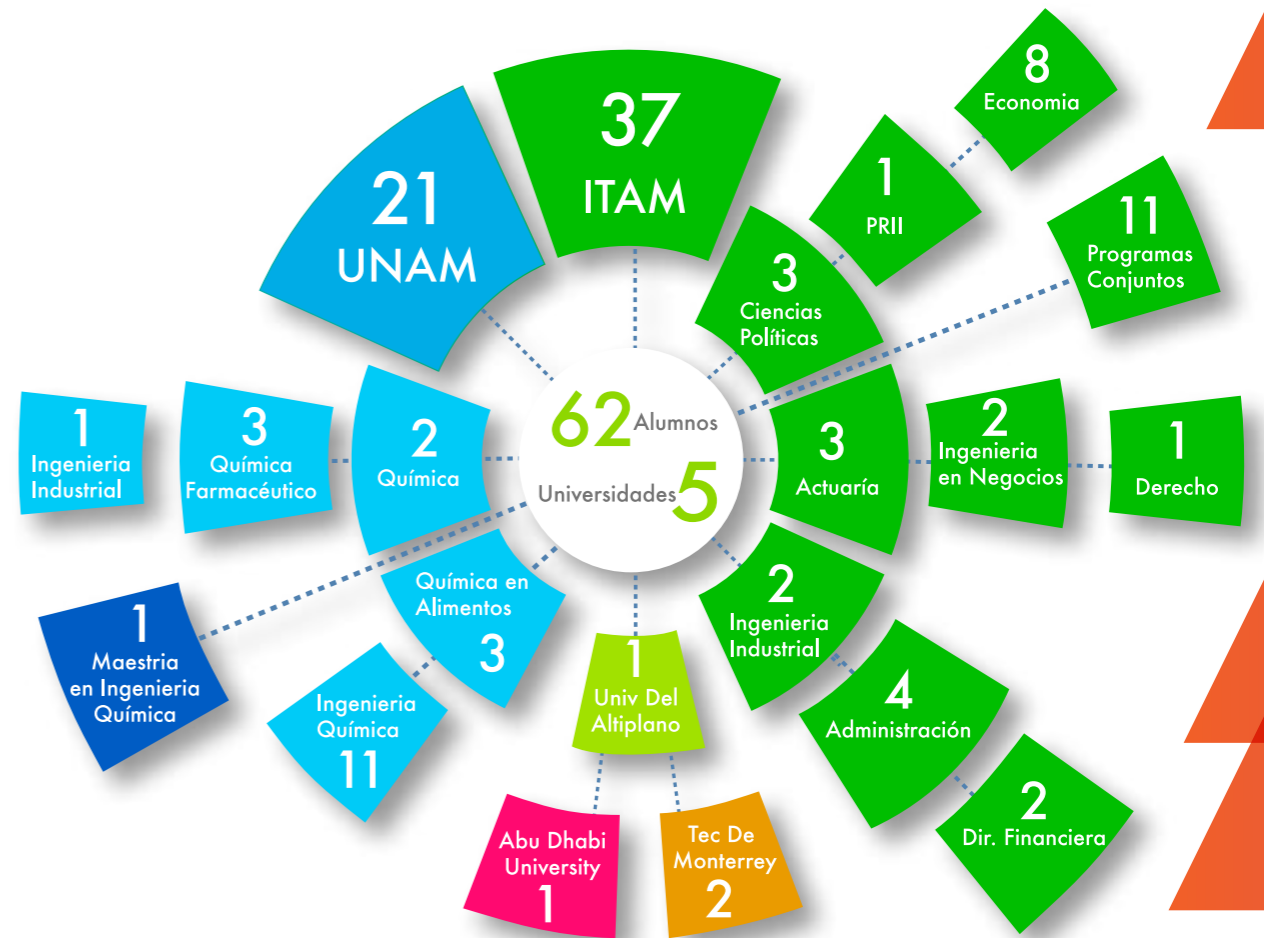 37
ITAM
21
UNAM
8
Economia
1
PRII
11
Programas
Conjuntos
3
Ciencias
Políticas
62 Alumnos
Universidades 5
1
Ingenieria
Industrial
3
Química
Farmacéutico
2
Química
3
Actuaría
2
Ingenieria
en Negocios
1
Derecho
Química en
Alimentos
3
2
Ingenieria
Industrial
1
Maestria
en Ingenieria
Química
Ingenieria
Química
11
1
Univ Del
Altiplano
4
Administración
2
Dir. Financiera
Abu Dhabi
University
1
Tec De
Monterrey
2